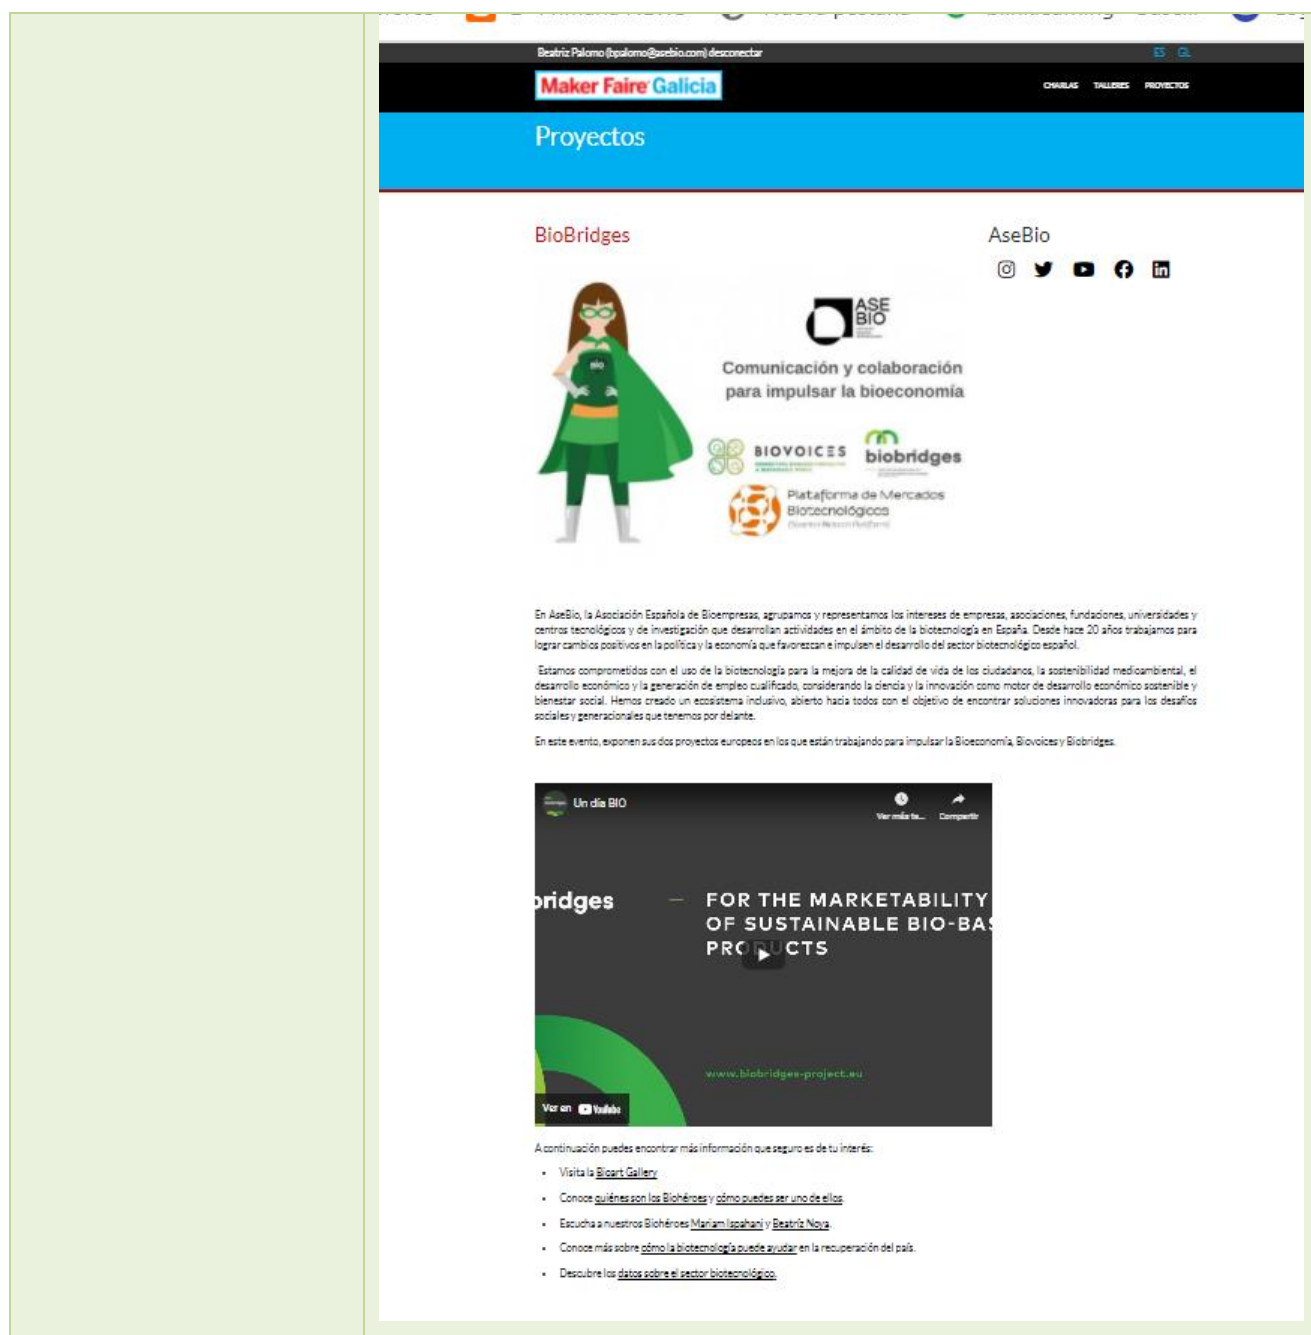 Beatriz Palomo (bpalomo@asebio.com) desconectar
ES GL
Maker Faire Galicia
CHARLAS TALLERES PROYECTOS
Proyectos
BioBridges
AseBio
ASE
BIO
bio
Comunicación y colaboración
para impulsar la bioeconomía
BIOVOICES
biobridges
Plataforma de Mercados
Biotecnológicos
En AseBio, la Asociación Española de Bioempresas, agrupamos y representamos los intereses de empresas, asociaciones, fundaciones, universidades y
centros tecnológicos y de investigación que desarrollan actividades en el ámbito de la biotecnología en España. Desde hace 20 años trabajamos para
lograr cambios positivos en la política y la economía que favorezcan e impulsen el desarrollo del sector biotecnológico español.
Estamos comprometidos con el uso de la biotecnología para la mejora de la calidad de vida de los ciudadanos, la sostenibilidad medioambiental, el
desarrollo económico y la generación de empleo cualificado, considerando la ciencia y la innovación como motor de desarrollo económico sostenible y
bienestar social. Hemos creado un ecosistema inclusivo, abierto hacia todos con el objetivo de encontrar soluciones innovadoras para los desafíos
sociales y generacionales que tenemos por delante.
En este evento, exponen sus dos proyectos europeos en los que están trabajando para impulsar la Bioeconomía, Biovoices y Biobridges.
Un día BIO
Ver más ta... Compartir
bridges — FOR THE MARKETABILITY
OF SUSTAINABLE BIO-BAS
PRODUCTS
www.biobridges-project.eu
Ver en YouTube
A continuación puedes encontrar más información que seguro es de tu interés:
• Visita la Bioart Gallery
• Conoce quiénes son los Biohéroes y cómo puedes ser uno de ellos.
• Escucha a nuestros Biohéroes Mariam Ispahani y Beatríz Noya.
• Conoce más sobre cómo la biotecnología puede ayudar en la recuperación del país.
• Descubre los datos sobre el sector biotecnológico.